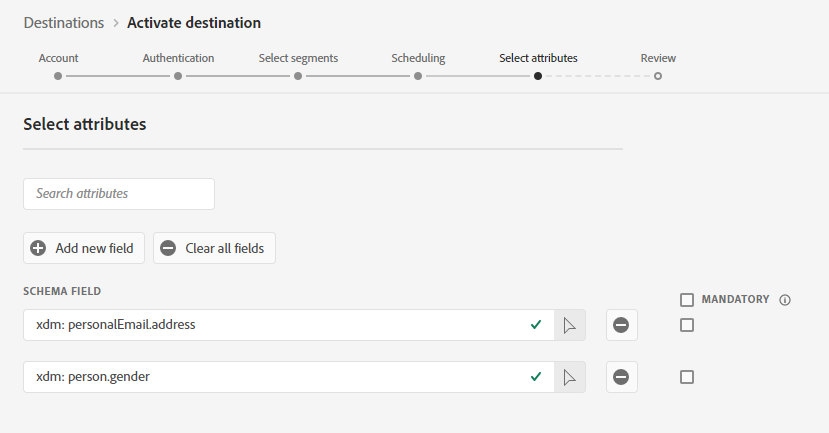 Destinations > Activate destination
Account Authentication Select segments Scheduling Select attributes Review
Select attributes
Search attributes
Add new field Clear all fields
SCHEMA FIELD MANDATORY
xdm: personalEmail.address
xdm: person.gender